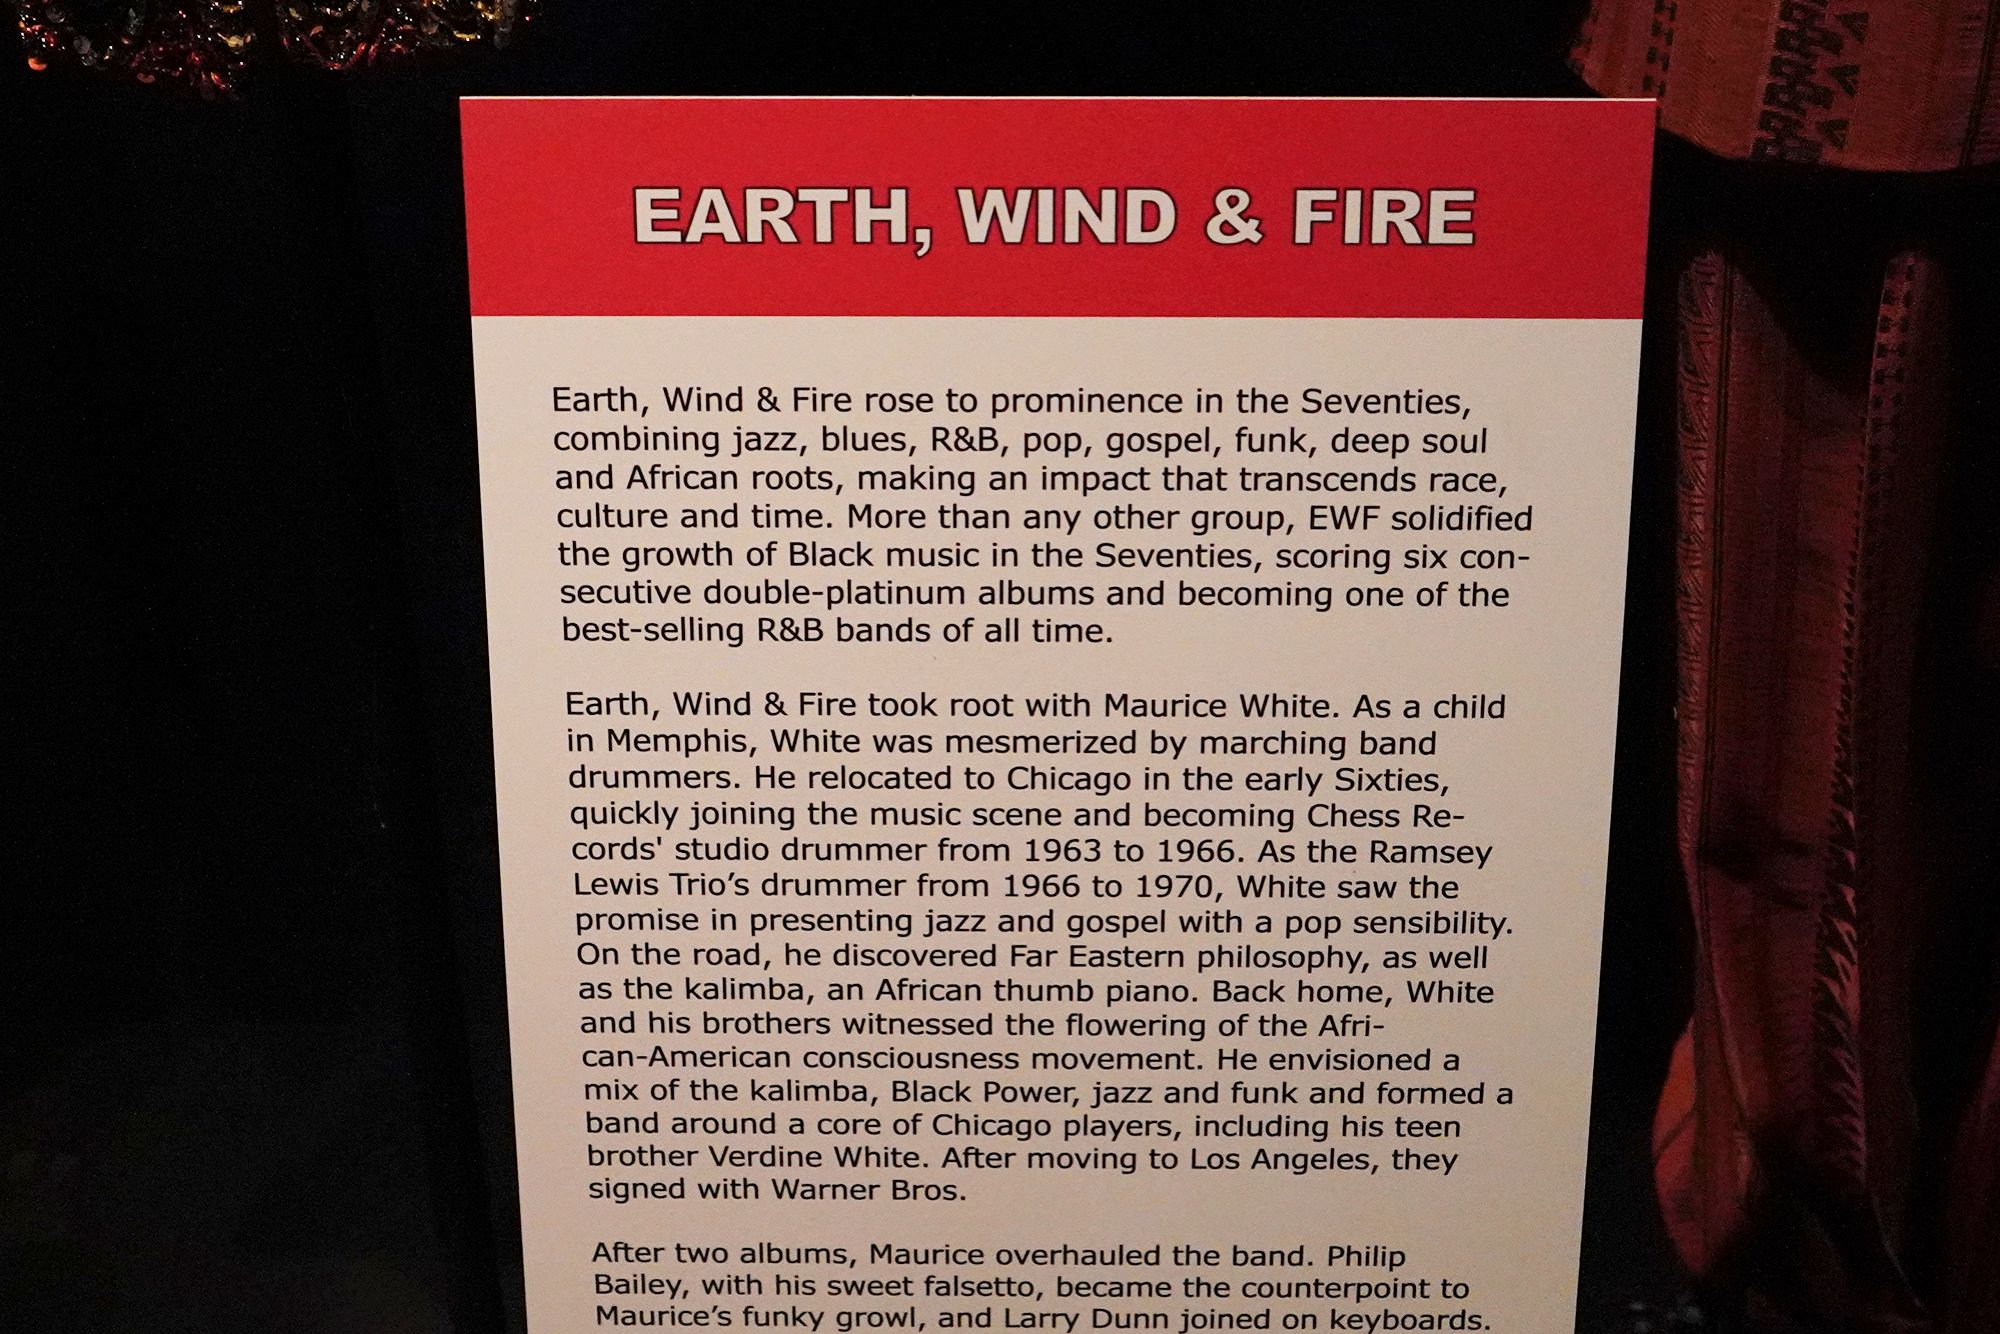 EARTH, WIND & FIRE
Earth, Wind & Fire rose to prominence in the Seventies,
combining jazz, blues, R&B, pop, gospel, funk, deep soul
and African roots, making an impact that transcends race,
culture and time. More than any other group, EWF solidified
the growth of Black music in the Seventies, scoring six con-
secutive double-platinum albums and becoming one of the
best-selling R&B bands of all time.
Earth, Wind & Fire took root with Maurice White. As a child
in Memphis, White was mesmerized by marching band
drummers. He relocated to Chicago in the early Sixties,
quickly joining the music scene and becoming Chess Re-
cords' studio drummer from 1963 to 1966. As the Ramsey
Lewis Trio’s drummer from 1966 to 1970, White saw the
promise in presenting jazz and gospel with a pop sensibility.
On the road, he discovered Far Eastern philosophy, as well
as the kalimba, an African thumb piano. Back home, White
and his brothers witnessed the flowering of the Afri-
can-American consciousness movement. He envisioned a
mix of the kalimba, Black Power, jazz and funk and formed a
band around a core of Chicago players, including his teen
brother Verdine White. After moving to Los Angeles, they
signed with Warner Bros.
After two albums, Maurice overhauled the band. Philip
Bailey, with his sweet falsetto, became the counterpoint to
Maurice’s funky growl, and Larry Dunn joined on keyboards.